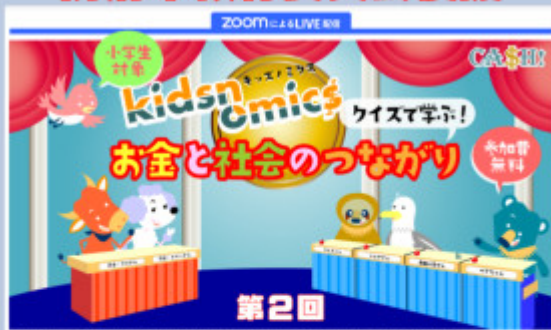 ZOOMによるLIVE配信
小学生
対象
CA$H!
キッズノミクス
kidsnomic$
クイズで学ぶ!
お金と社会のつながり
参加費
無料
第2回